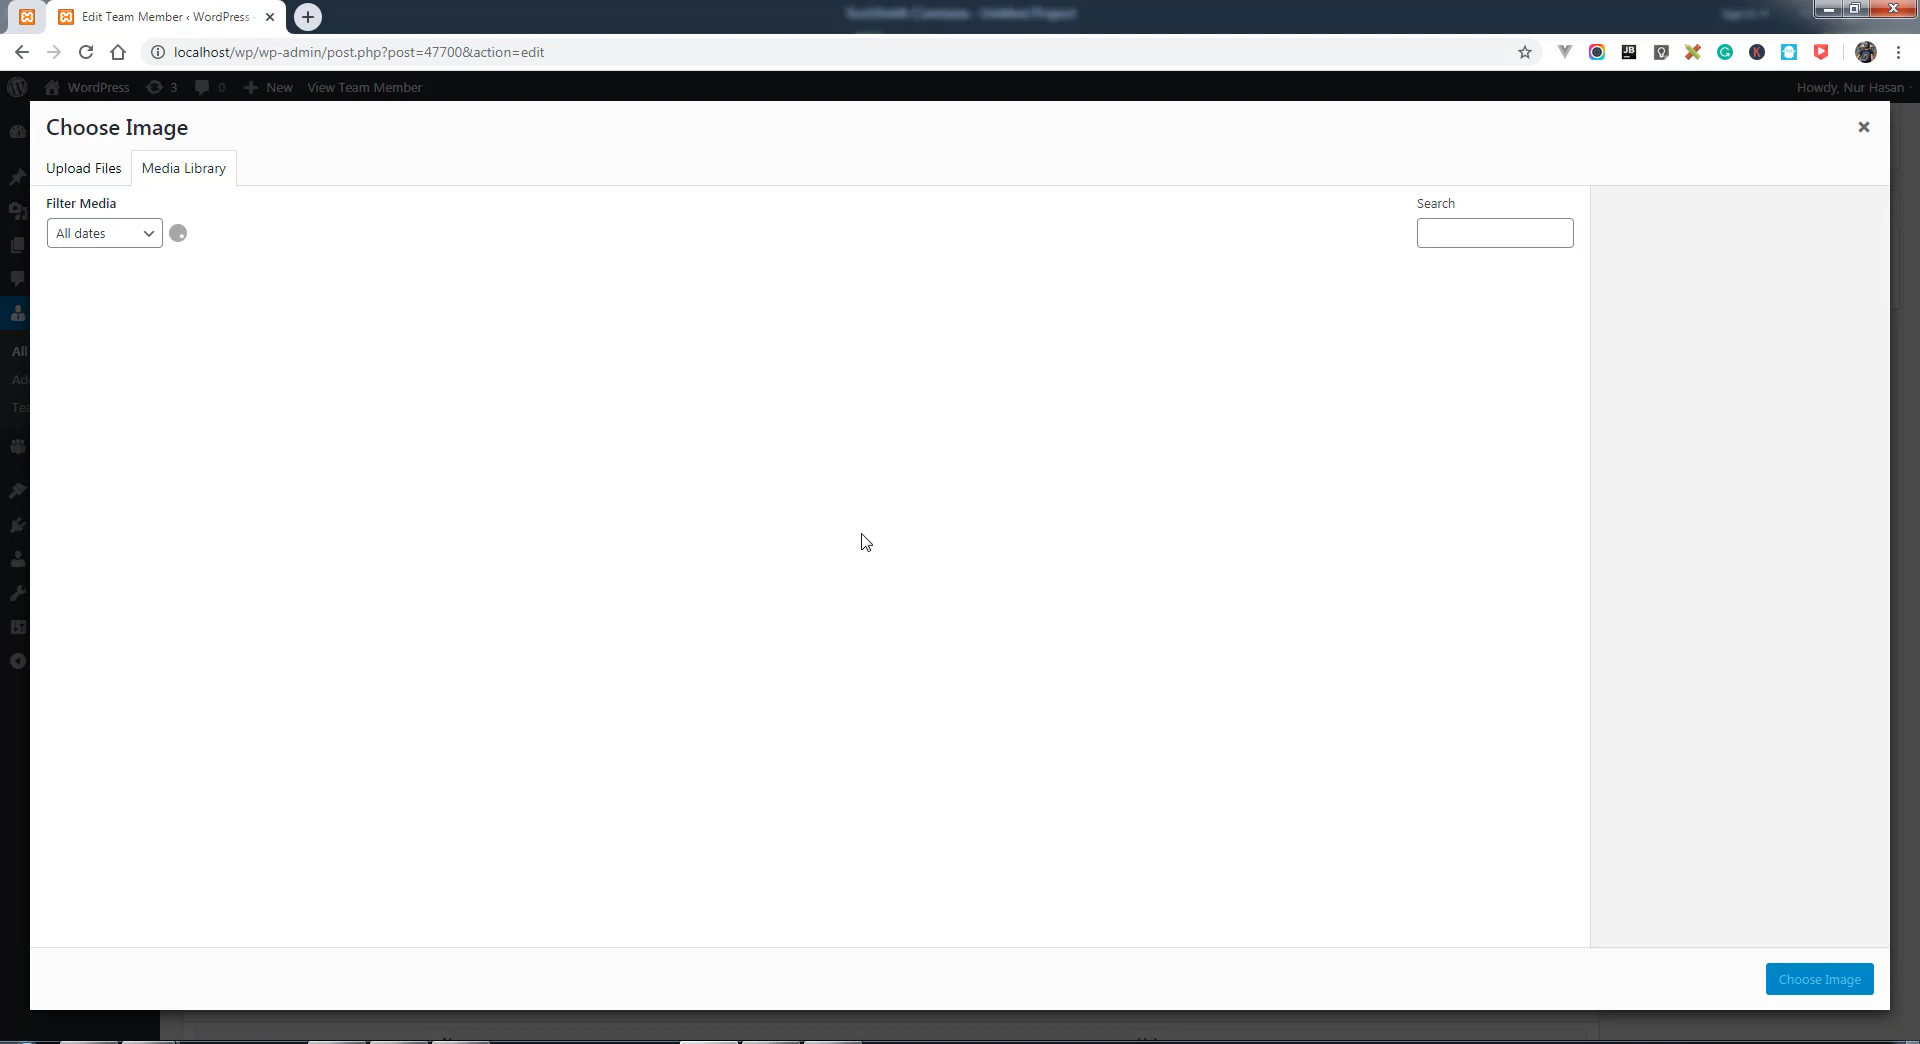 Edit Team Member ‹ WordPress
localhost/wp/wp-admin/post.php?post=47700&action=edit
WordPress 3 0 New View Team Member Howdy, Nur Hasan
Choose Image
Upload Files Media Library
Filter Media Search
All dates
All
Choose Image